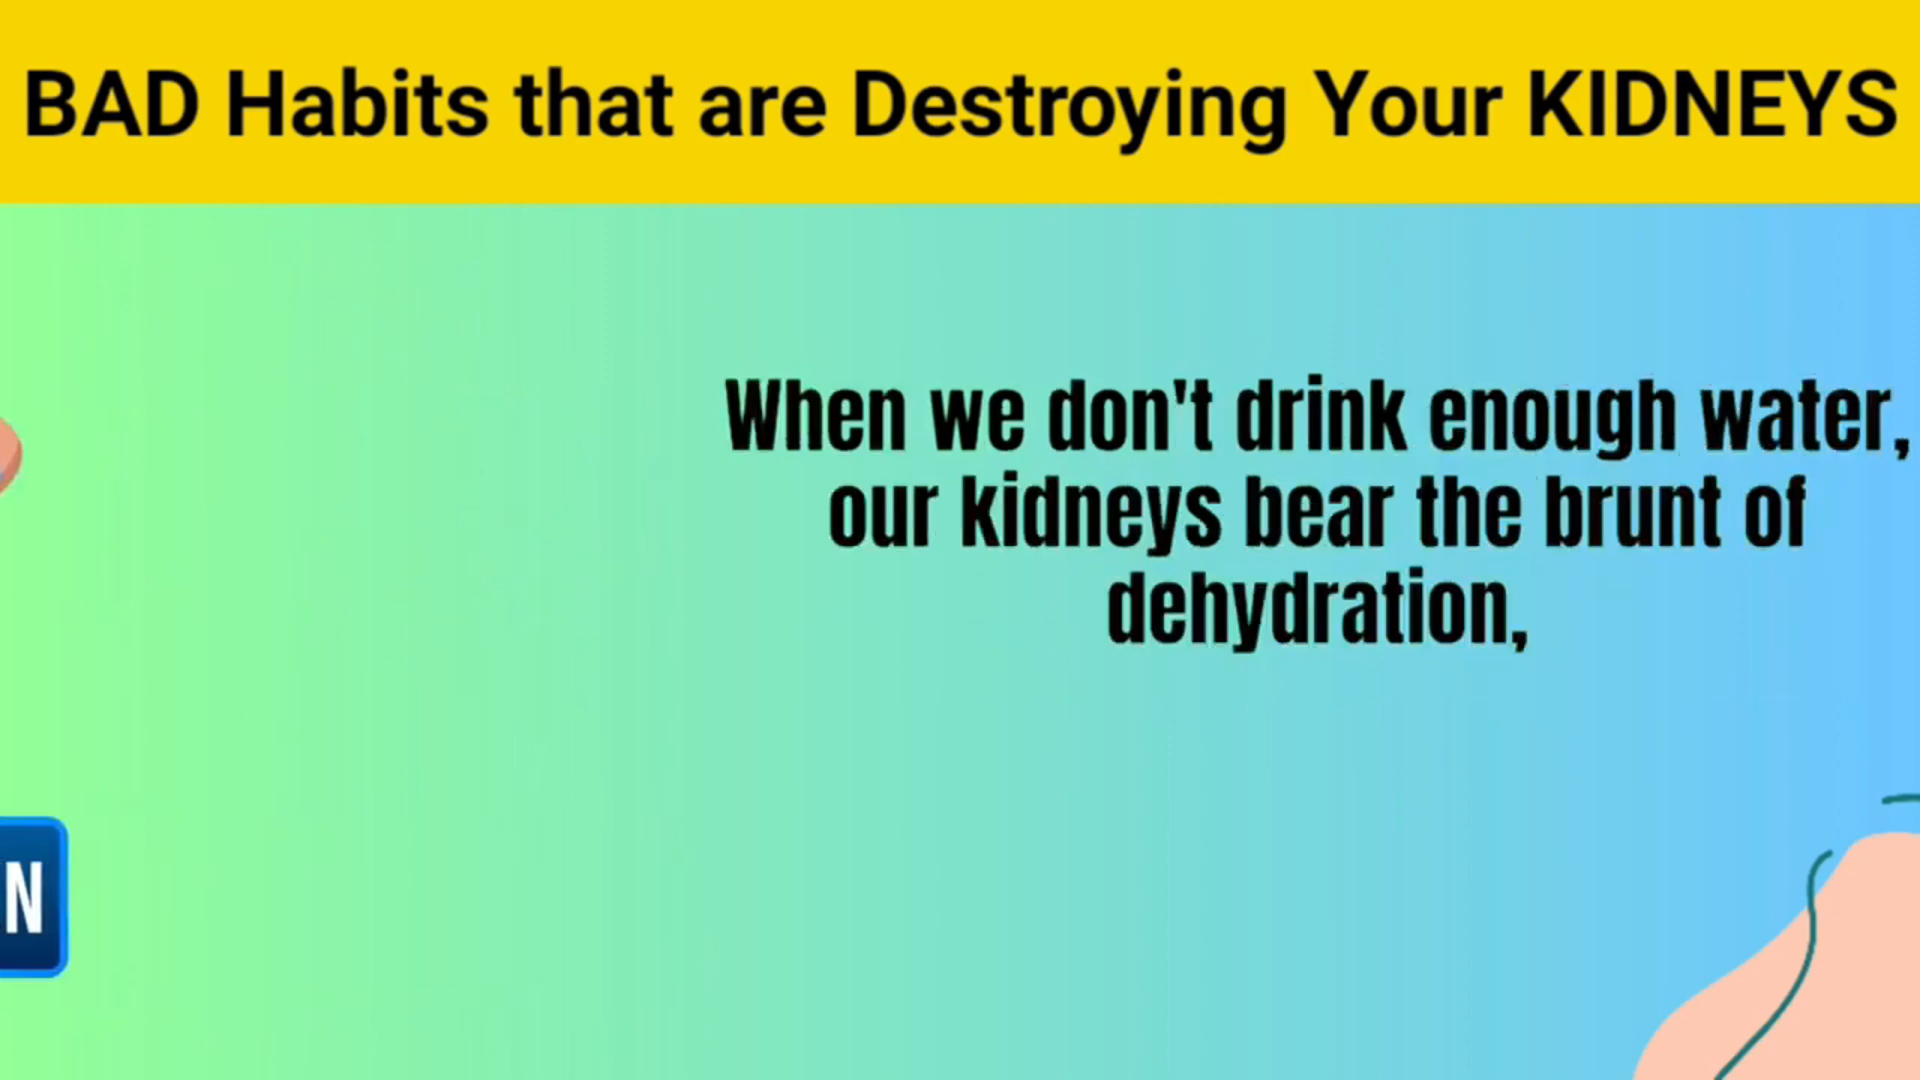 BAD Habits that are Destroying Your KIDNEYS
When we don't drink enough water,
our kidneys bear the brunt of
dehydration,
N